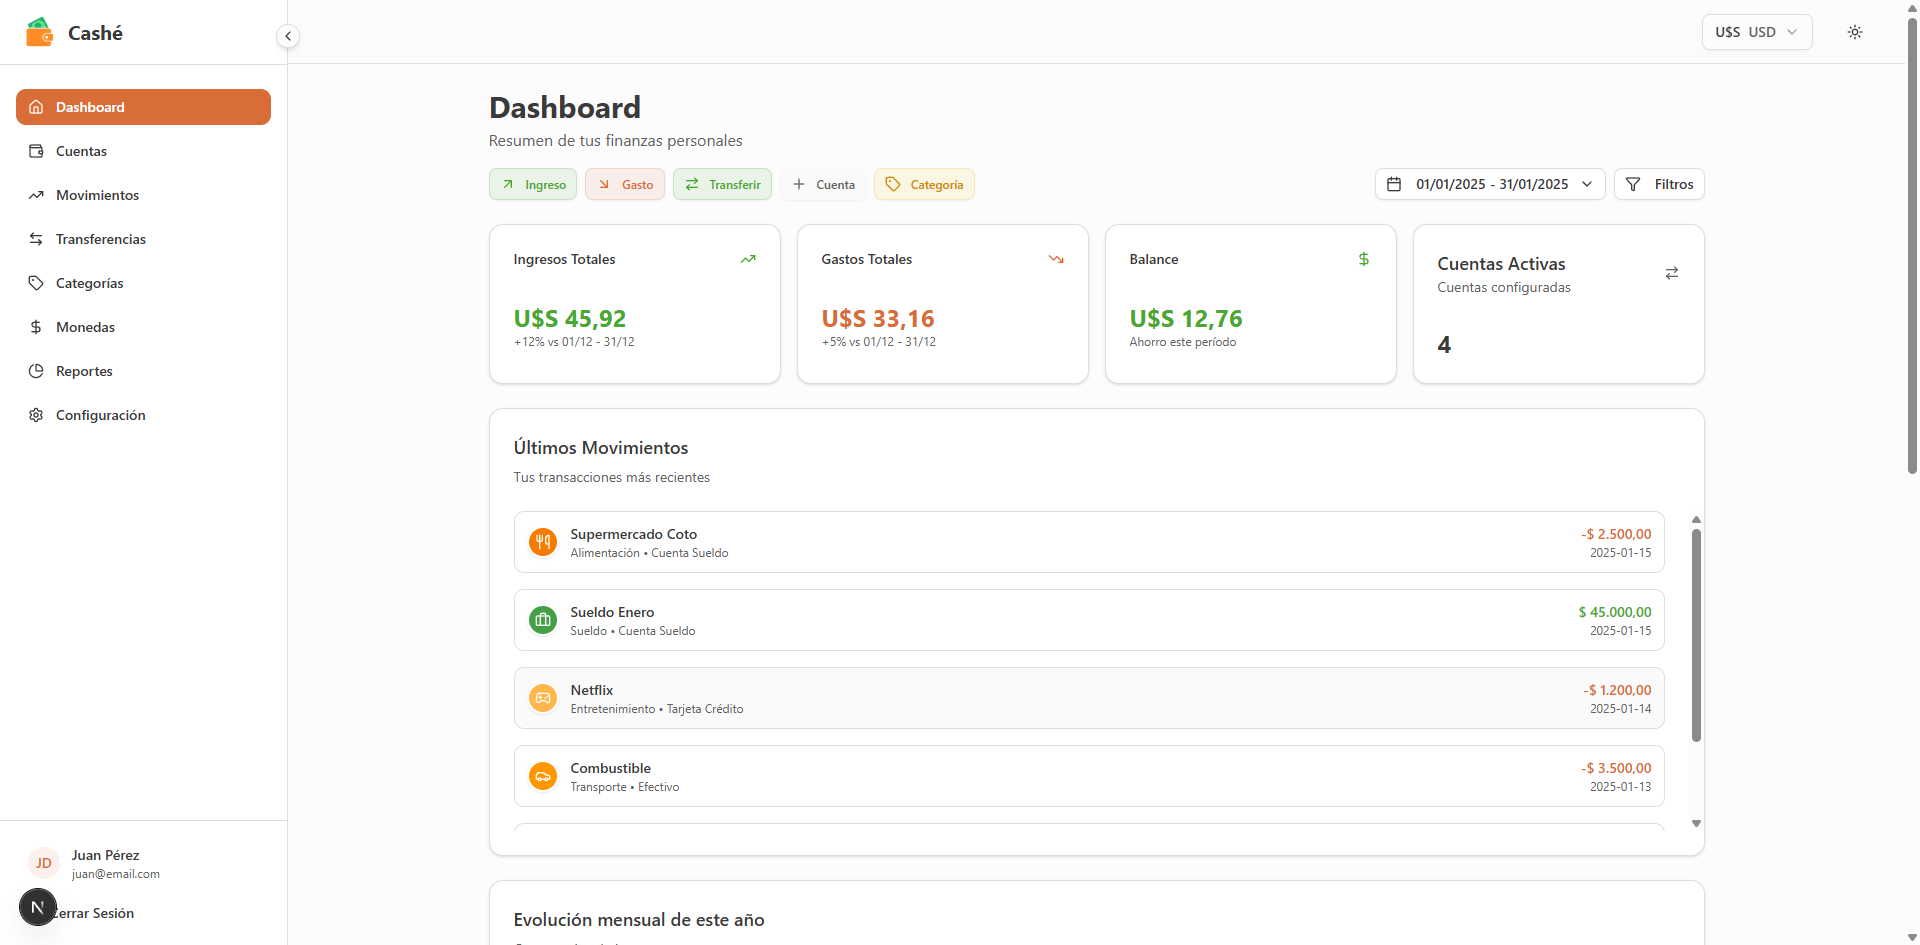 Cashé
U$S USD
Dashboard
Cuentas
Movimientos
Transferencias
Categorías
Monedas
Reportes
Configuración
Juan Pérez
JD
juan@email.com
N
Cerrar Sesión
Dashboard
Resumen de tus finanzas personales
Ingreso
Gasto
Transferir
Cuenta
Categoría
01/01/2025 - 31/01/2025
Filtros
Ingresos Totales
U$S 45,92
+12% vs 01/12 - 31/12
Gastos Totales
U$S 33,16
+5% vs 01/12 - 31/12
Balance
$
U$S 12,76
Ahorro este período
Cuentas Activas
Cuentas configuradas
4
Últimos Movimientos
Tus transacciones más recientes
Supermercado Coto
-$ 2.500,00
Alimentación • Cuenta Sueldo
2025-01-15
Sueldo Enero
$ 45.000,00
Sueldo • Cuenta Sueldo
2025-01-15
Netflix
-$ 1.200,00
Entretenimiento • Tarjeta Crédito
2025-01-14
Combustible
-$ 3.500,00
Transporte • Efectivo
2025-01-13
Evolución mensual de este año